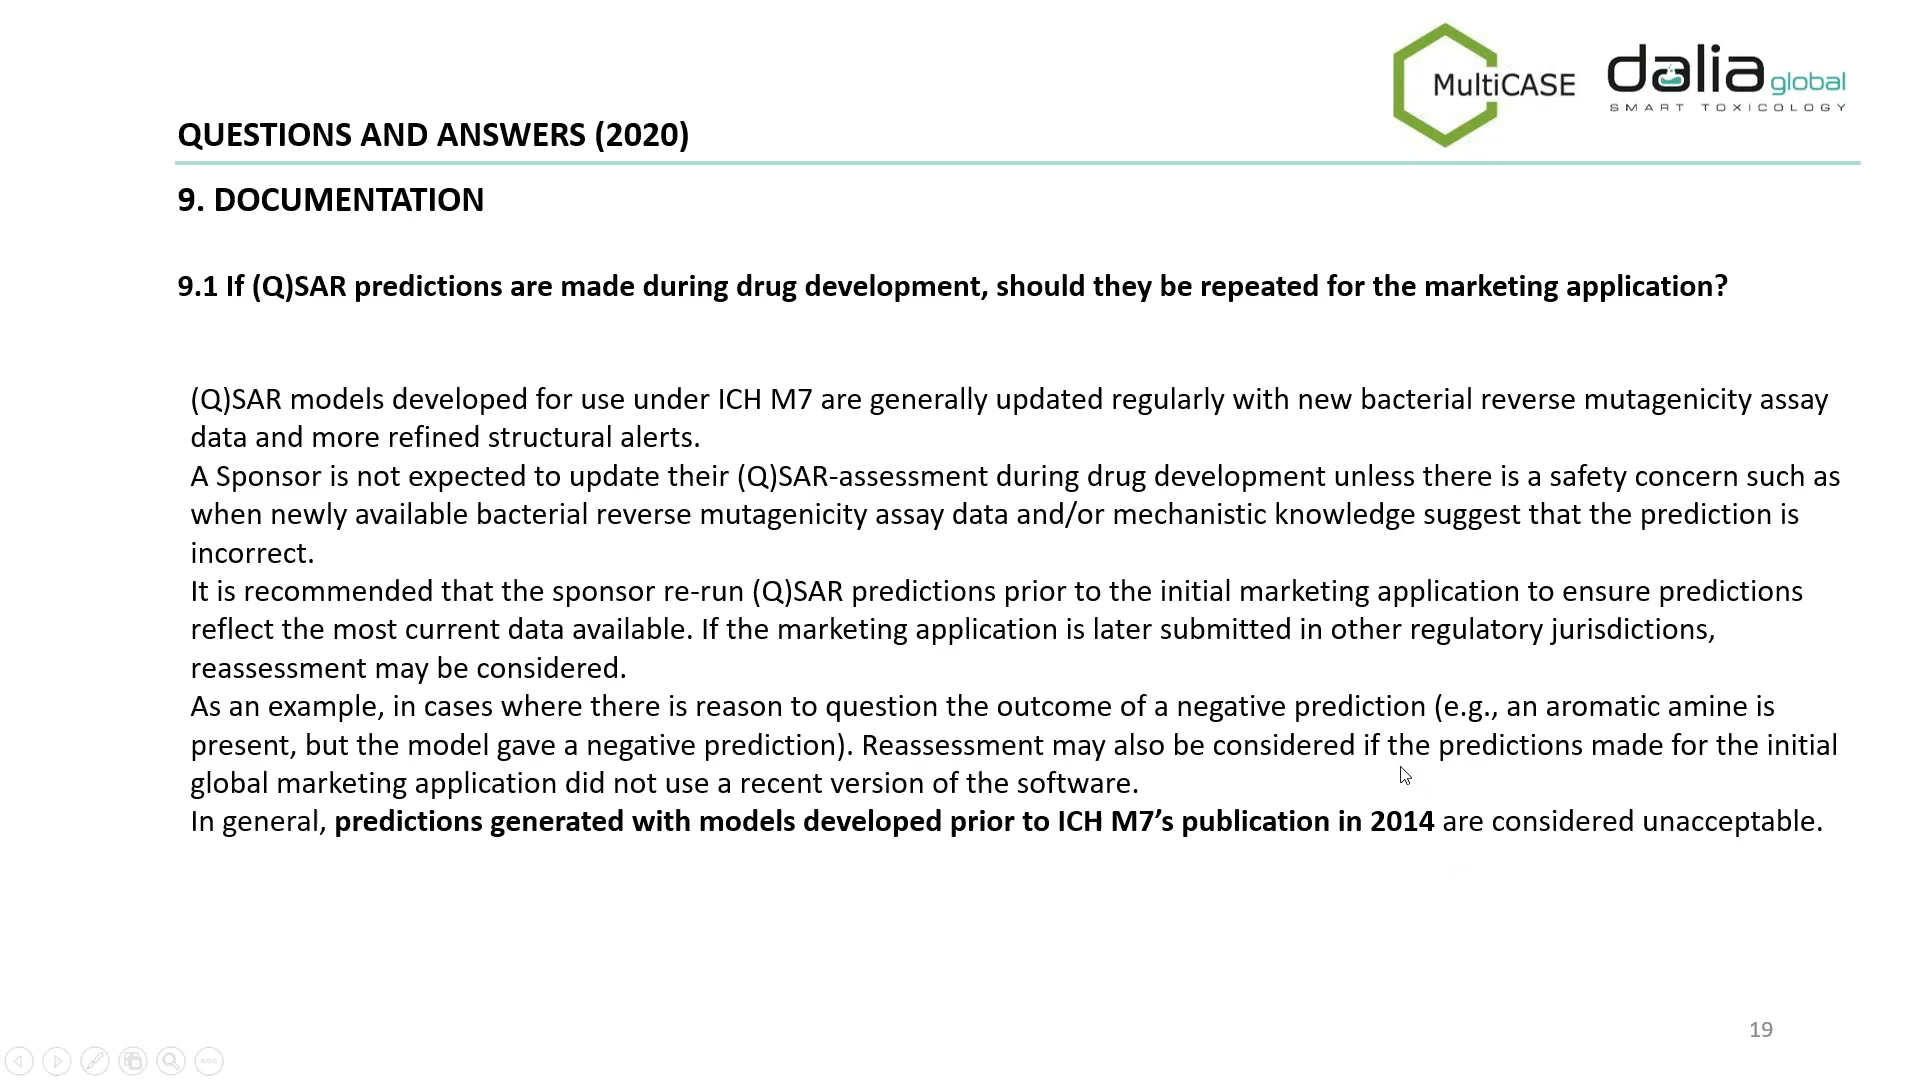 MultiCASE
dalia global
SMART TOXICOLOGY
QUESTIONS AND ANSWERS (2020)
9. DOCUMENTATION
9.1 If (Q)SAR predictions are made during drug development, should they be repeated for the marketing application?
(Q)SAR models developed for use under ICH M7 are generally updated regularly with new bacterial reverse mutagenicity assay
data and more refined structural alerts.
A Sponsor is not expected to update their (Q)SAR-assessment during drug development unless there is a safety concern such as
when newly available bacterial reverse mutagenicity assay data and/or mechanistic knowledge suggest that the prediction is
incorrect.
It is recommended that the sponsor re-run (Q)SAR predictions prior to the initial marketing application to ensure predictions
reflect the most current data available. If the marketing application is later submitted in other regulatory jurisdictions,
reassessment may be considered.
As an example, in cases where there is reason to question the outcome of a negative prediction (e.g., an aromatic amine is
present, but the model gave a negative prediction). Reassessment may also be considered if the predictions made for the initial
global marketing application did not use a recent version of the software.
In general, predictions generated with models developed prior to ICH M7’s publication in 2014 are considered unacceptable.
19